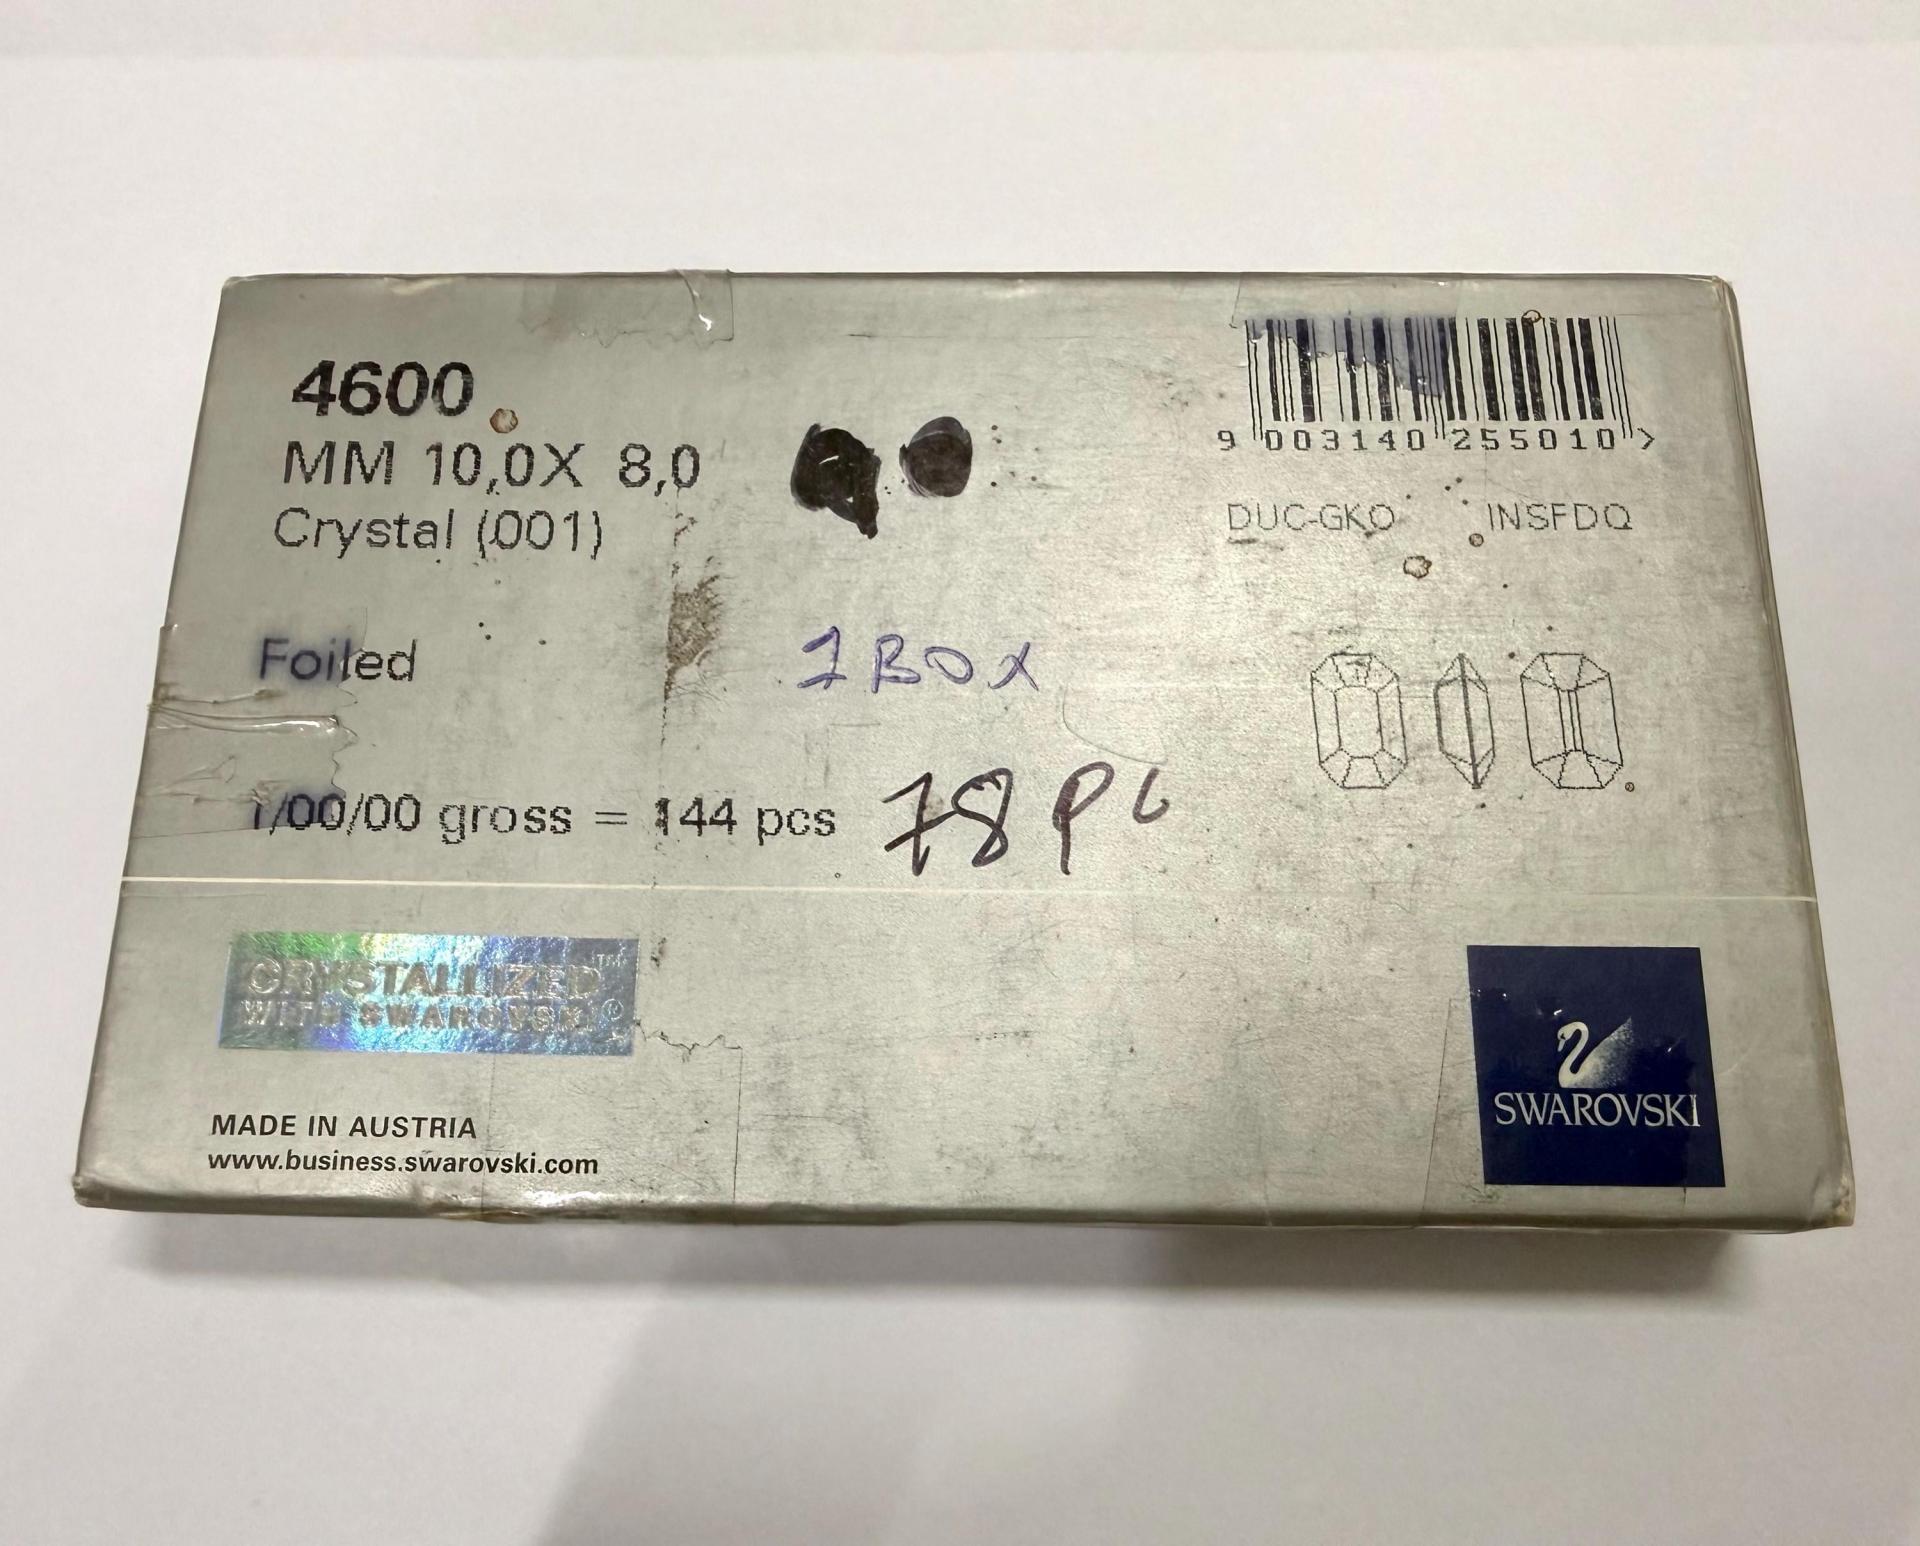 4600
MM 10,0X 8,0
Crystal (001)
Foiled
1 BOX
1/00/00 gross = 144 pcs
78 PC
9 003140 255010 >
DUC-GKO INSFDQ
CRYSTALLIZED™
WITH SWAROVSKI®
MADE IN AUSTRIA
www.business.swarovski.com
SWAROVSKI